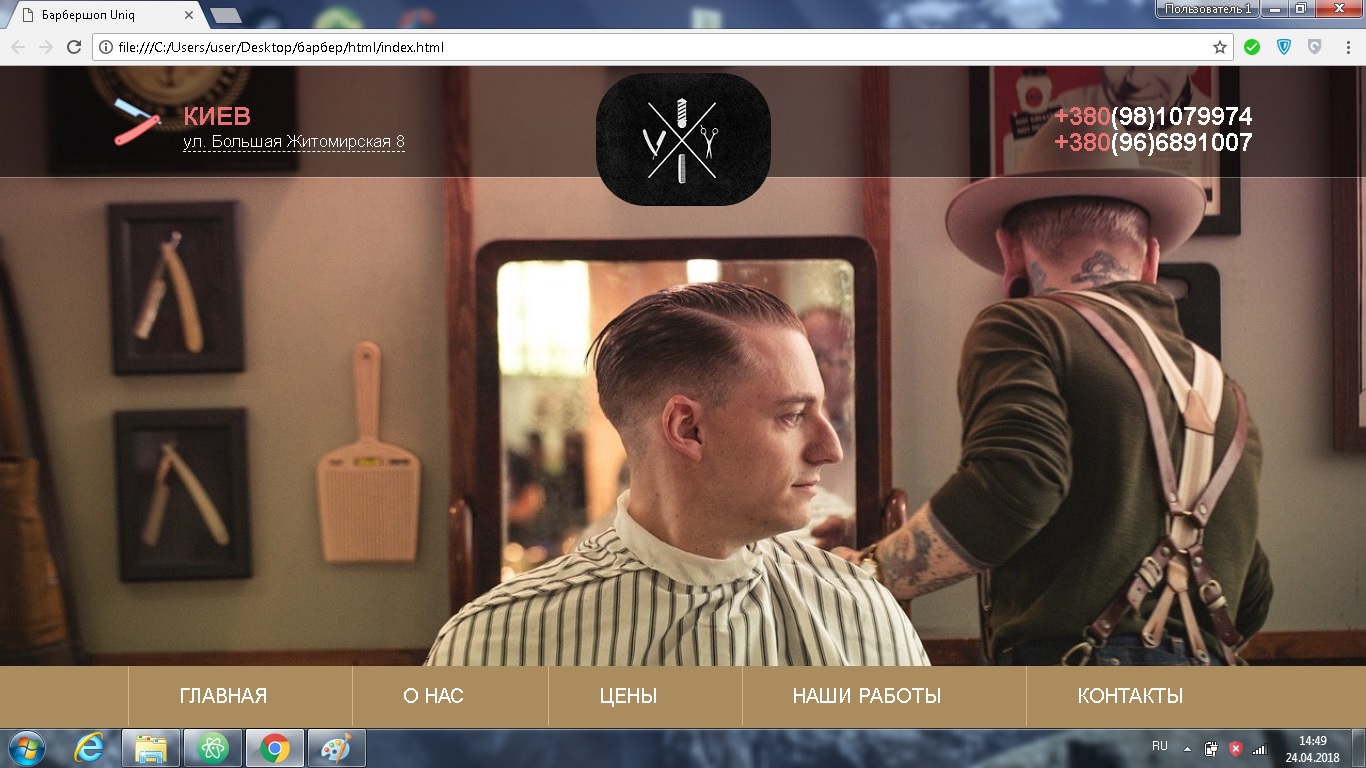 Барбершоп Uniq
Пользователь 1
file:///C:/Users/user/Desktop/барбер/html/index.html
КИЕВ
ул. Большая Житомирская 8
+380(98)1079974
+380(96)6891007
ГЛАВНАЯ
О НАС
ЦЕНЫ
НАШИ РАБОТЫ
КОНТАКТЫ
RU
14:49
24.04.2018